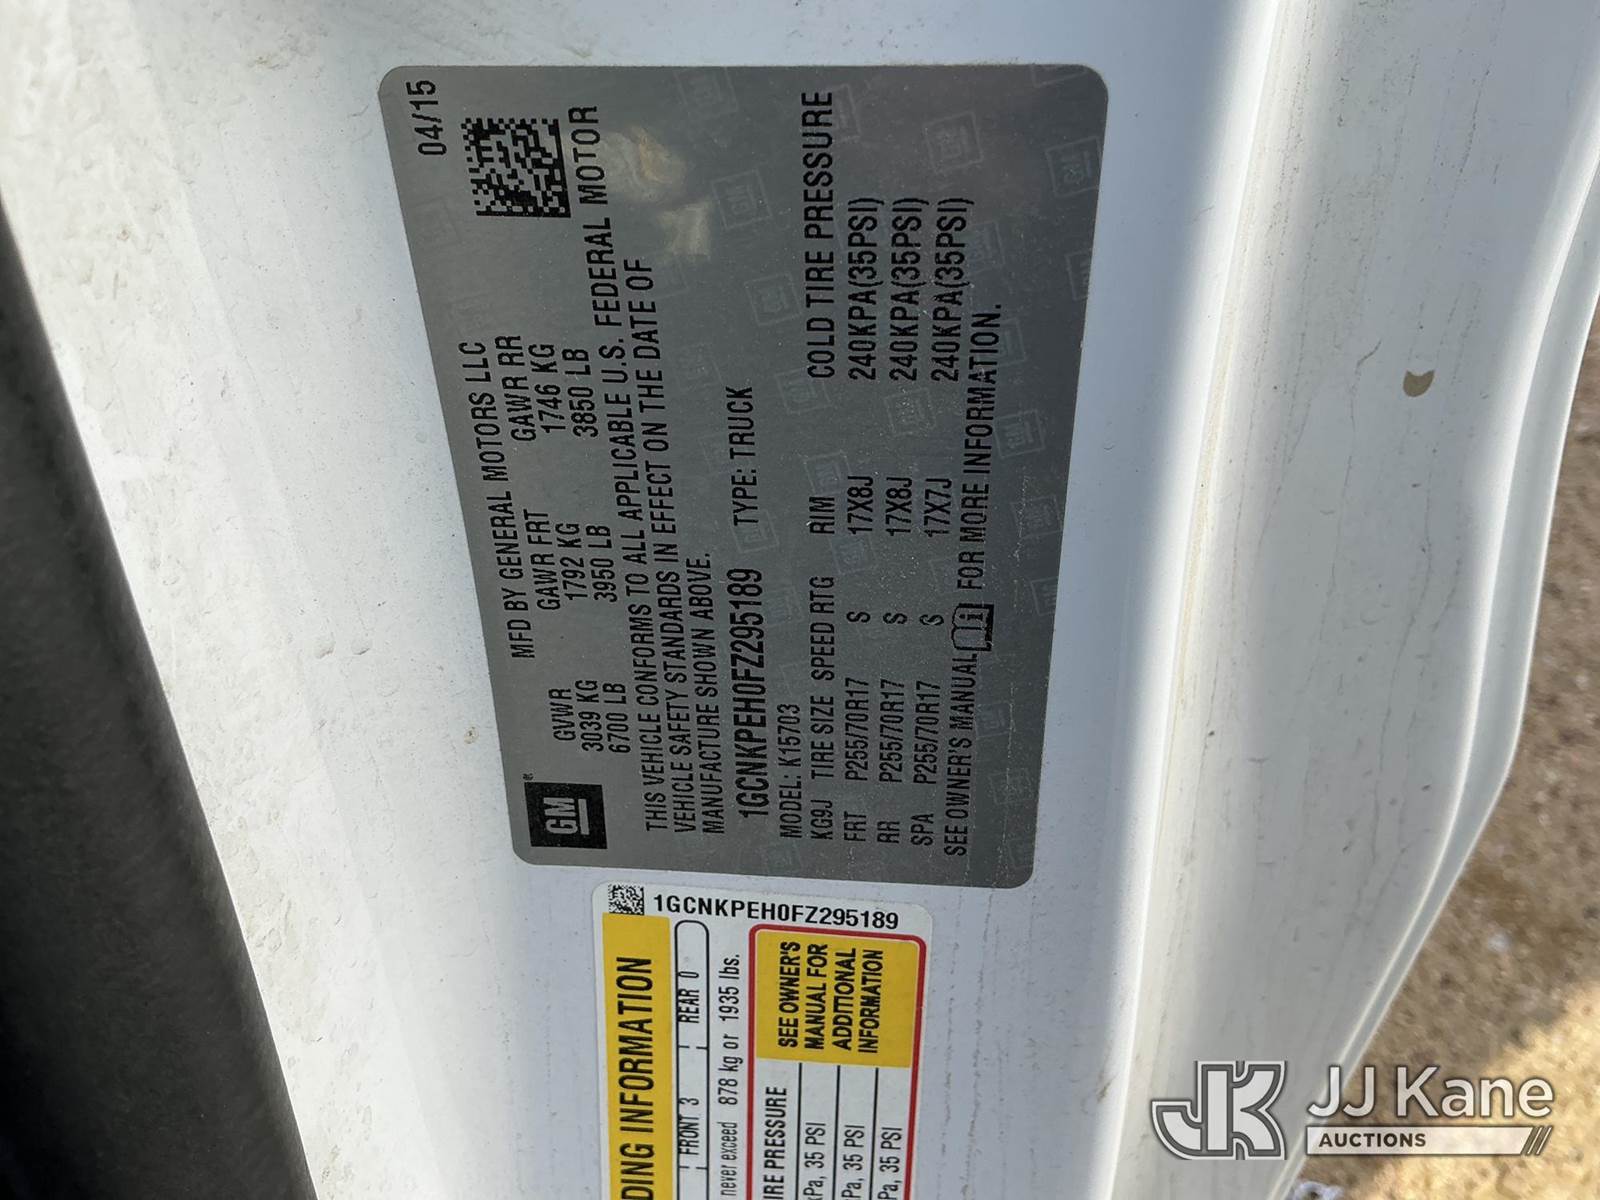 04/15
MFD BY GENERAL MOTORS LLC
GM
GVWR GAWR FRT GAWR RR
3039 KG 1792 KG 1746 KG
6700 LB 3950 LB 3850 LB
THIS VEHICLE CONFORMS TO ALL APPLICABLE U.S. FEDERAL MOTOR
VEHICLE SAFETY STANDARDS IN EFFECT ON THE DATE OF
MANUFACTURE SHOWN ABOVE.
1GCNKPEH0FZ295189 TYPE: TRUCK
MODEL: K15703
KG9J TIRE SIZE SPEED RTG RIM COLD TIRE PRESSURE
FRT P255/70R17 S 17X8J 240KPA(35PSI)
RR P255/70R17 S 17X8J 240KPA(35PSI)
SPA P255/70R17 S 17X7J 240KPA(35PSI)
SEE OWNER'S MANUAL FOR MORE INFORMATION.
1GCNKPEH0FZ295189
INFORMATION
FRONT 3 REAR 0
never exceed 878 kg or 1935 lbs.
PRESSURE
35 PSI
35 PSI
35 PSI
SEE OWNER'S
MANUAL FOR
ADDITIONAL
INFORMATION
JK JJ Kane
AUCTIONS